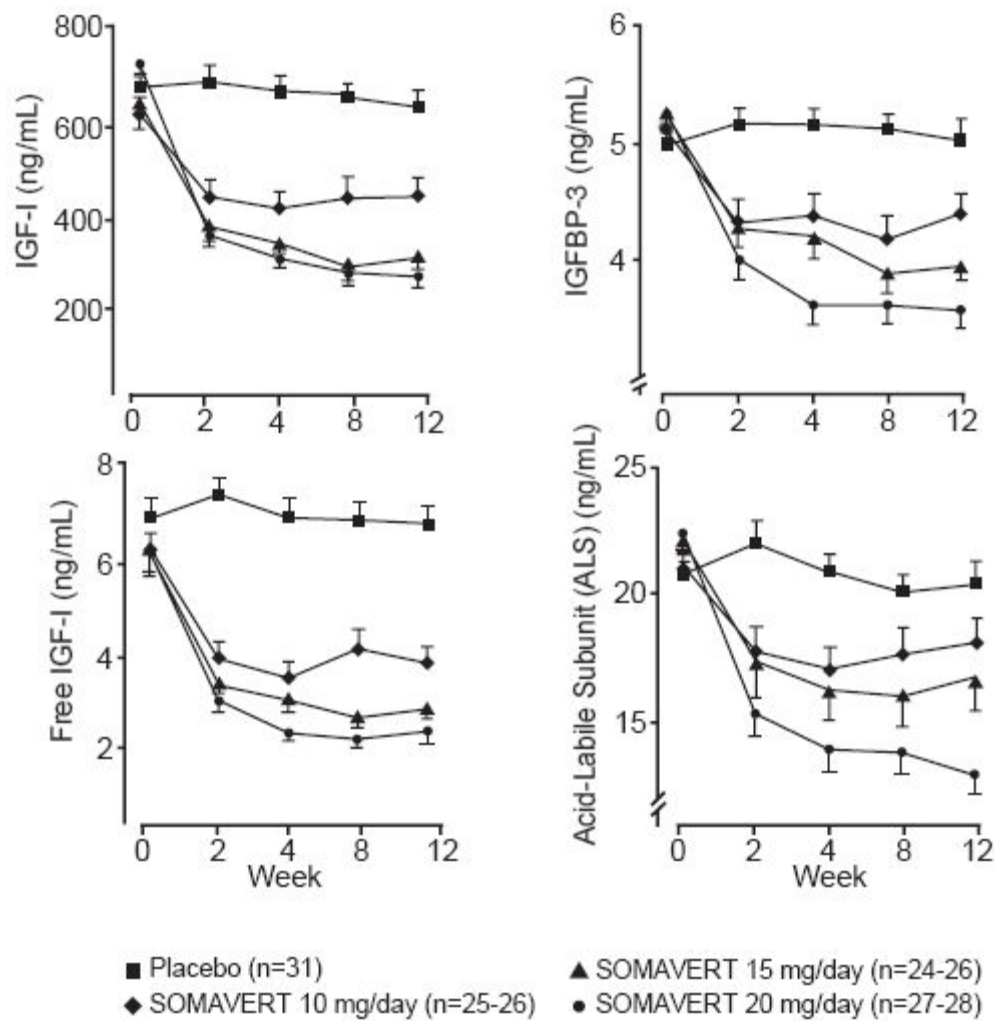 IGF-I (ng/mL)
800
600
400
200
0 2 4 8 12
IGFBP-3 (ng/mL)
6
5
4
0 2 4 8 12
Free IGF-I (ng/mL)
8
6
4
2
0 2 4 8 12
Week
Acid-Labile Subunit (ALS) (ng/mL)
25
20
15
0 2 4 8 12
Week
Placebo (n=31)
SOMAVERT 10 mg/day (n=25-26)
SOMAVERT 15 mg/day (n=24-26)
SOMAVERT 20 mg/day (n=27-28)